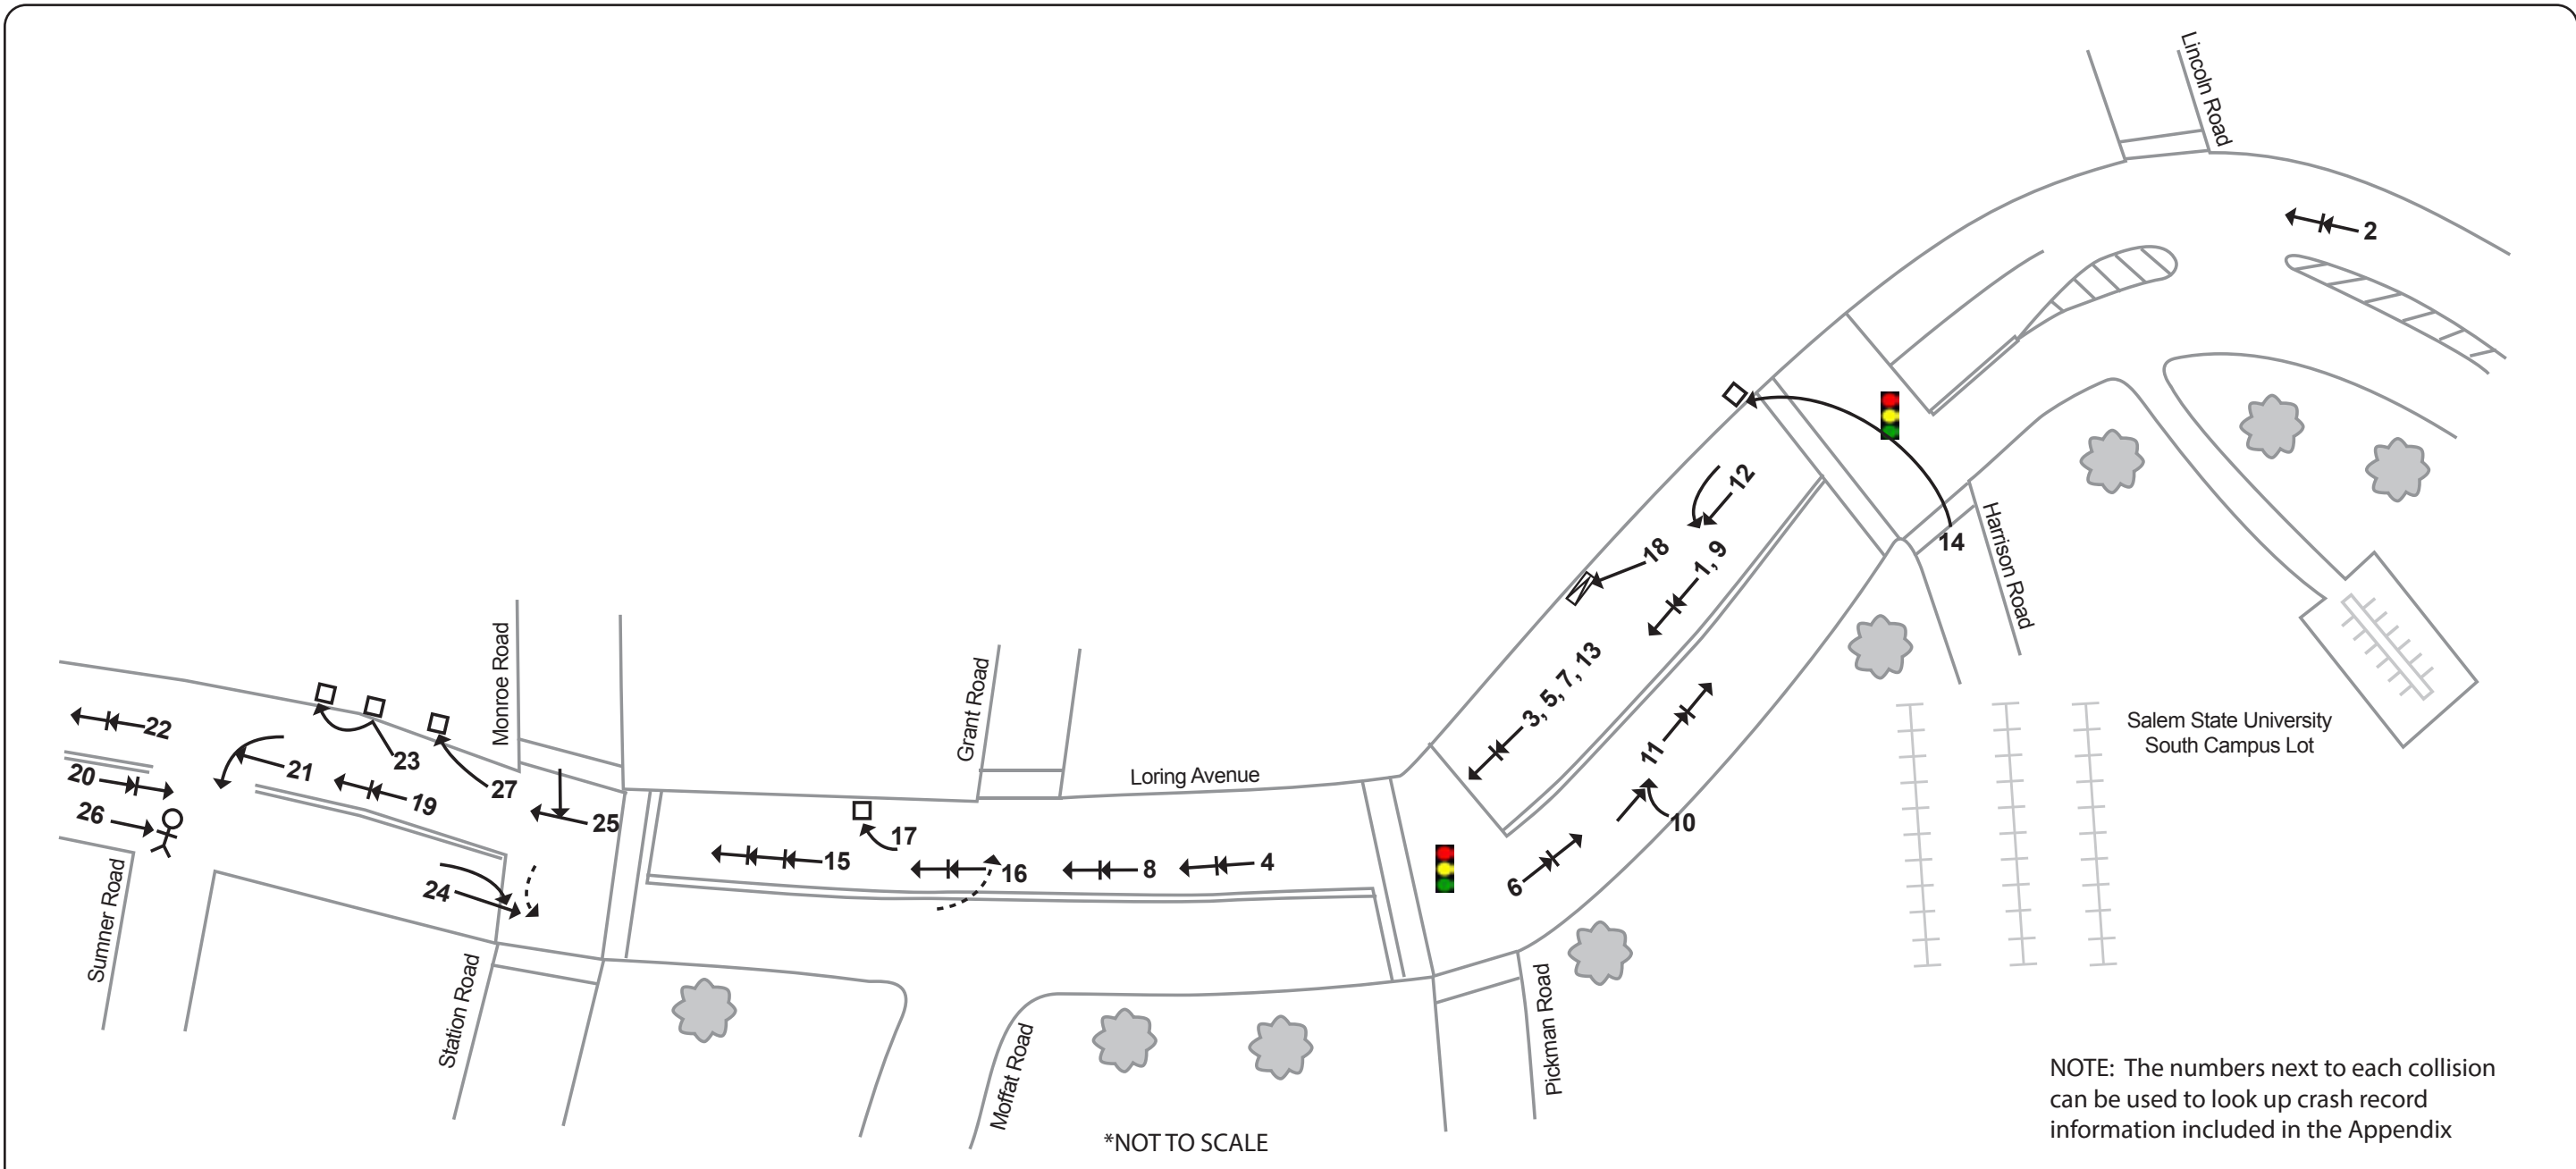 Lincoln Road
2
12
18
1, 9
14
Harrison Road
3, 5, 7, 13
11
10
6
Salem State University
South Campus Lot
Monroe Road
Grant Road
Loring Avenue
22
23
21
20
27
19
26
25
17
15
16
8
4
24
Sumner Road
Station Road
Moffat Road
Pickman Road
*NOT TO SCALE
NOTE: The numbers next to each collision
can be used to look up crash record
information included in the Appendix